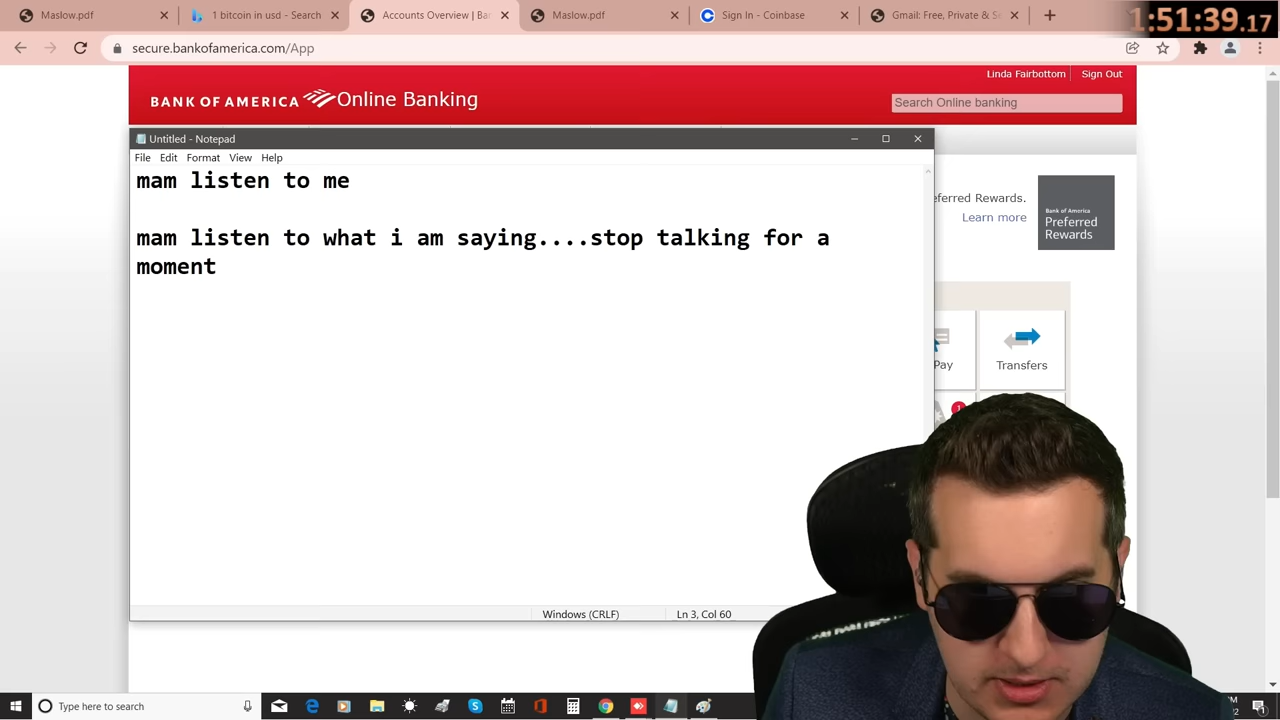 Maslow.pdf
1 bitcoin in usd - Search
Accounts Overview | Ba
Maslow.pdf
Sign In - Coinbase
Gmail: Free, Private & S
1:51:39.17
secure.bankofamerica.com/App
Linda Fairbottom
Sign Out
BANK OF AMERICA
Online Banking
Search Online banking
Untitled - Notepad
File Edit Format View Help
mam listen to me
mam listen to what i am saying....stop talking for a
moment
eferred Rewards.
Learn more
Bank of America
Preferred
Rewards
Pay
Transfers
1
Windows (CRLF)
Ln 3, Col 60
Type here to search